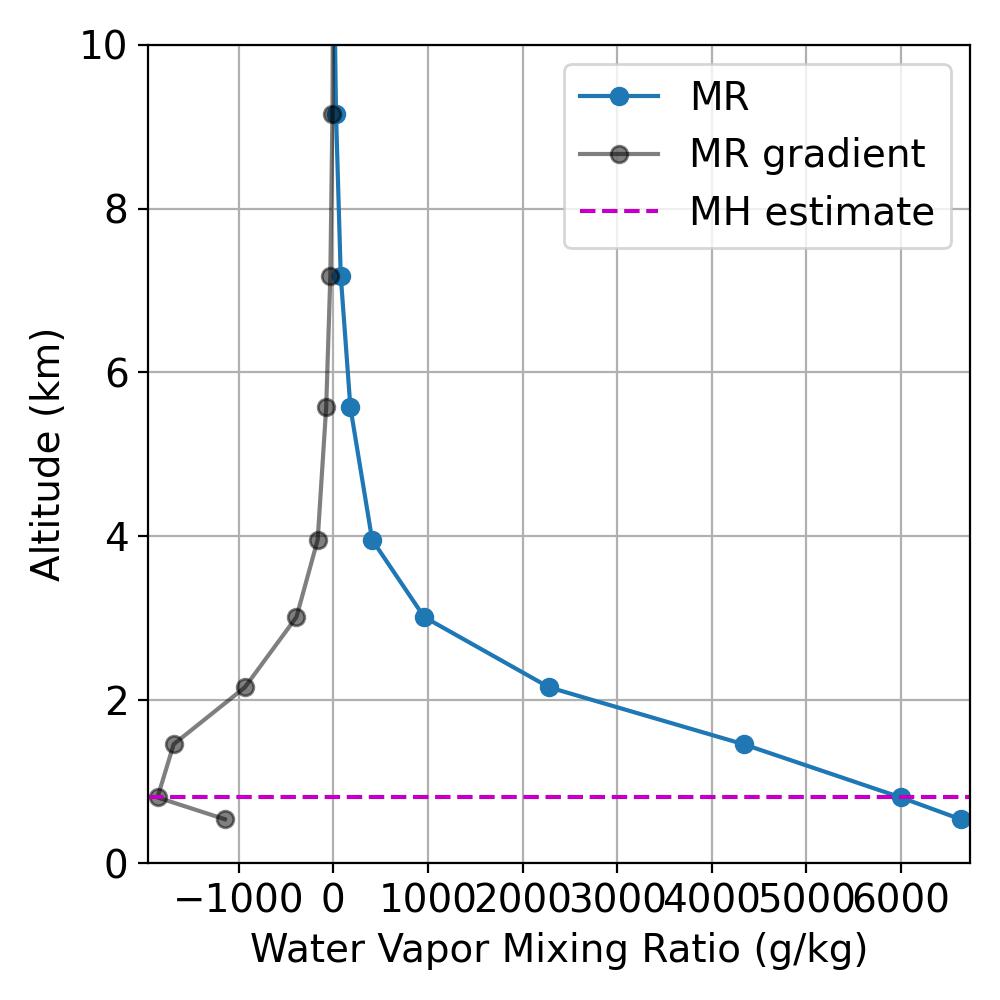 10
8
6
4
2
0
Altitude (km)
MR
MR gradient
MH estimate
−1000 0 1000 2000 3000 4000 5000 6000
Water Vapor Mixing Ratio (g/kg)